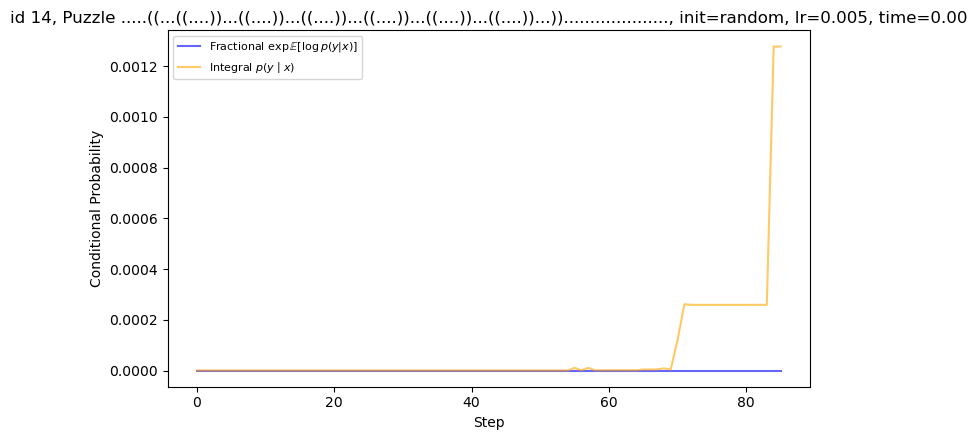 id 14, Puzzle .....((...((....))...((....))...((....))...((....))...((....))...((....))...))....................., init=random, lr=0.005, time=0.00
Fractional exp𝔼[log p(y|x)]
Integral p(y | x)
0.0012
0.0010
0.0008
0.0006
0.0004
0.0002
0.0000
Conditional Probability
0 20 40 60 80
Step